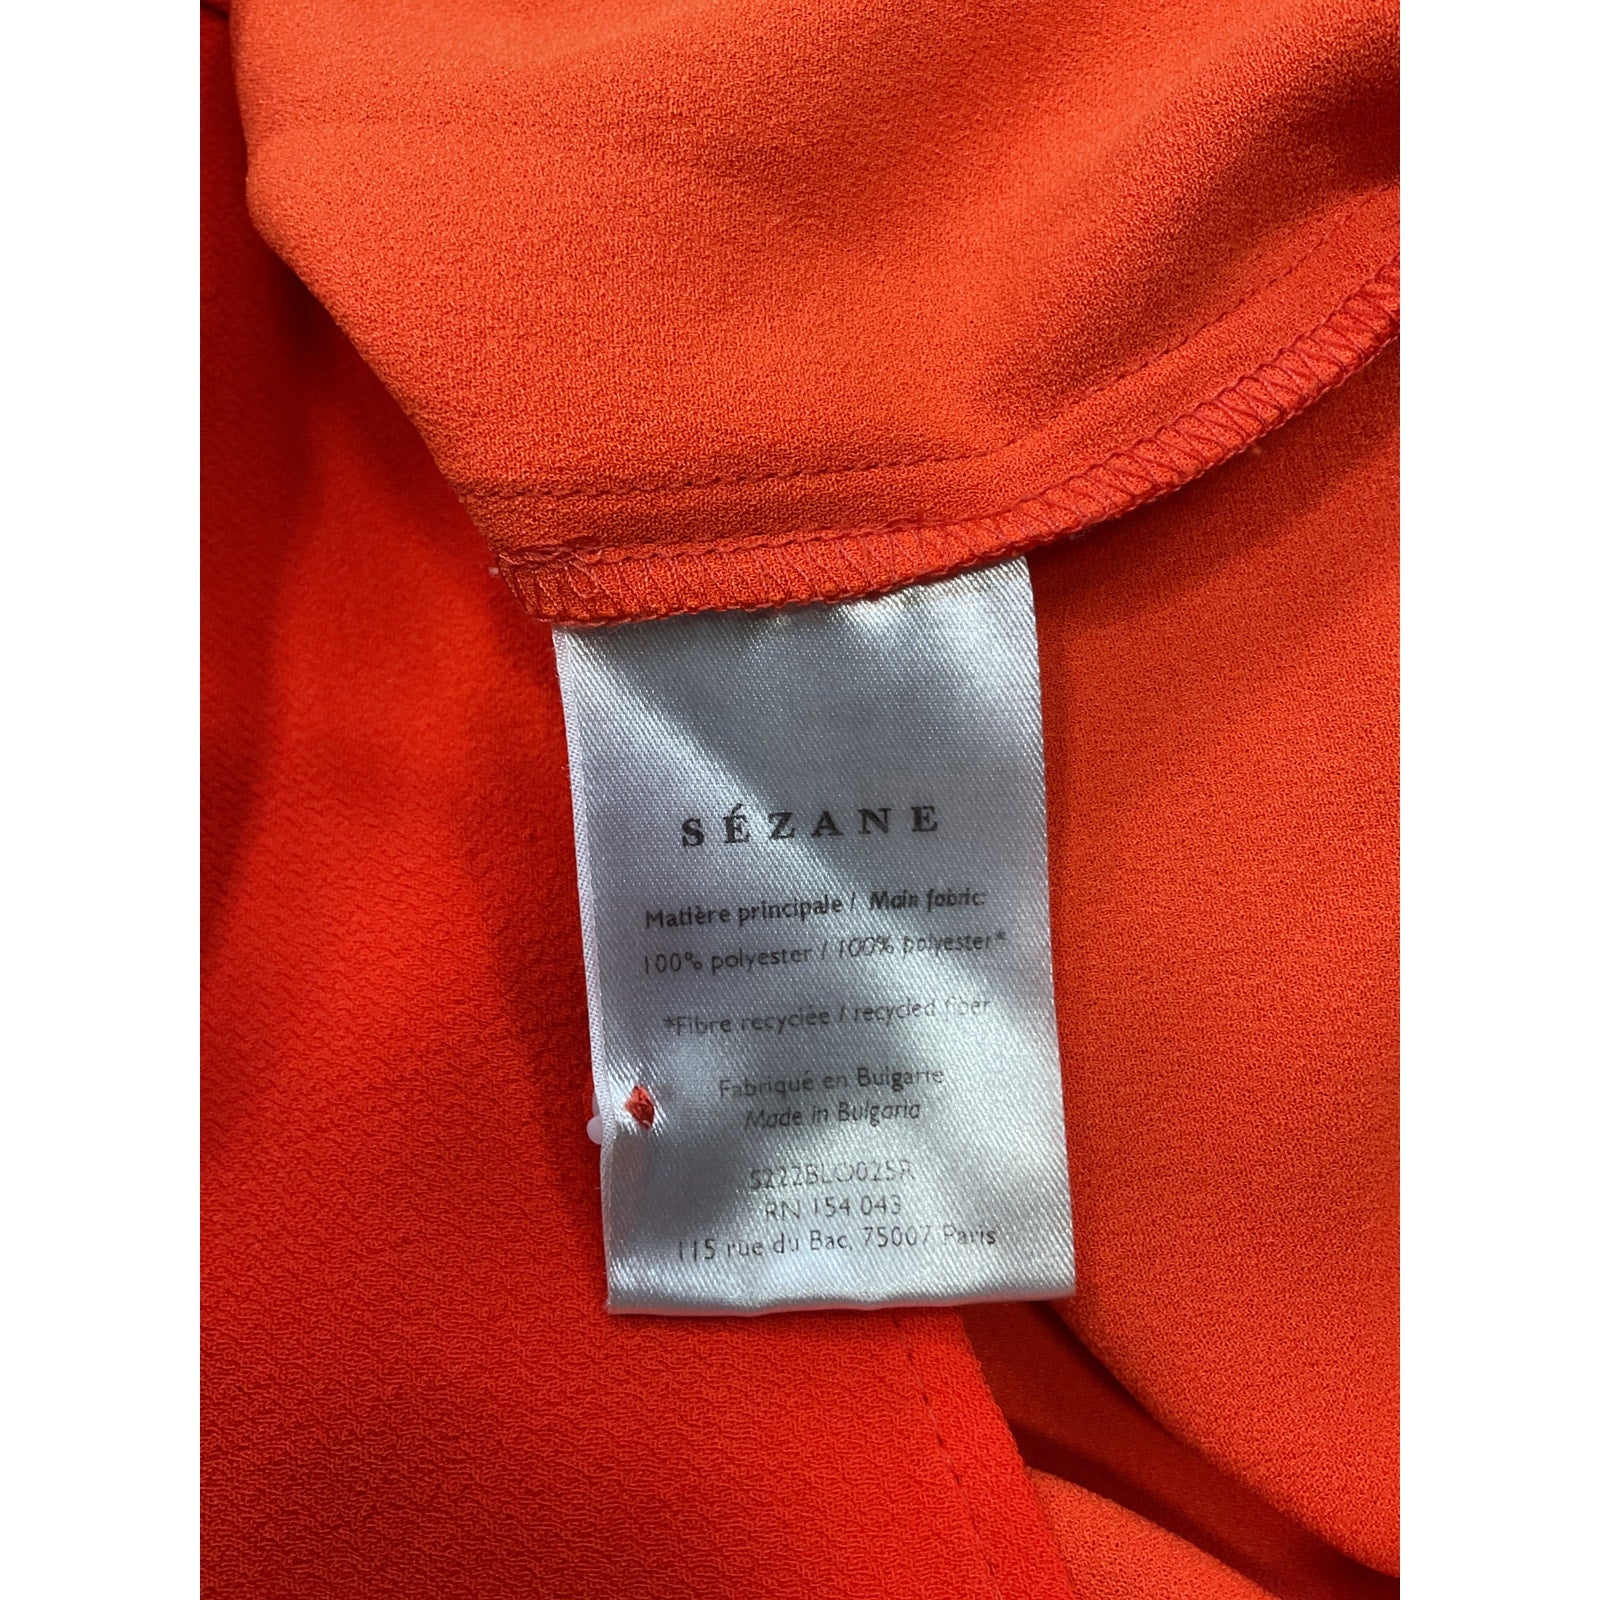 SÉZANE
Matière principale / Main fabric:
100% polyester / 100% polyester*
*Fibre recyclée / recycled fiber
Fabriqué en Bulgarie
Made in Bulgaria
S222BLO025R
RN 154 043
115 rue du Bac, 75007 Paris